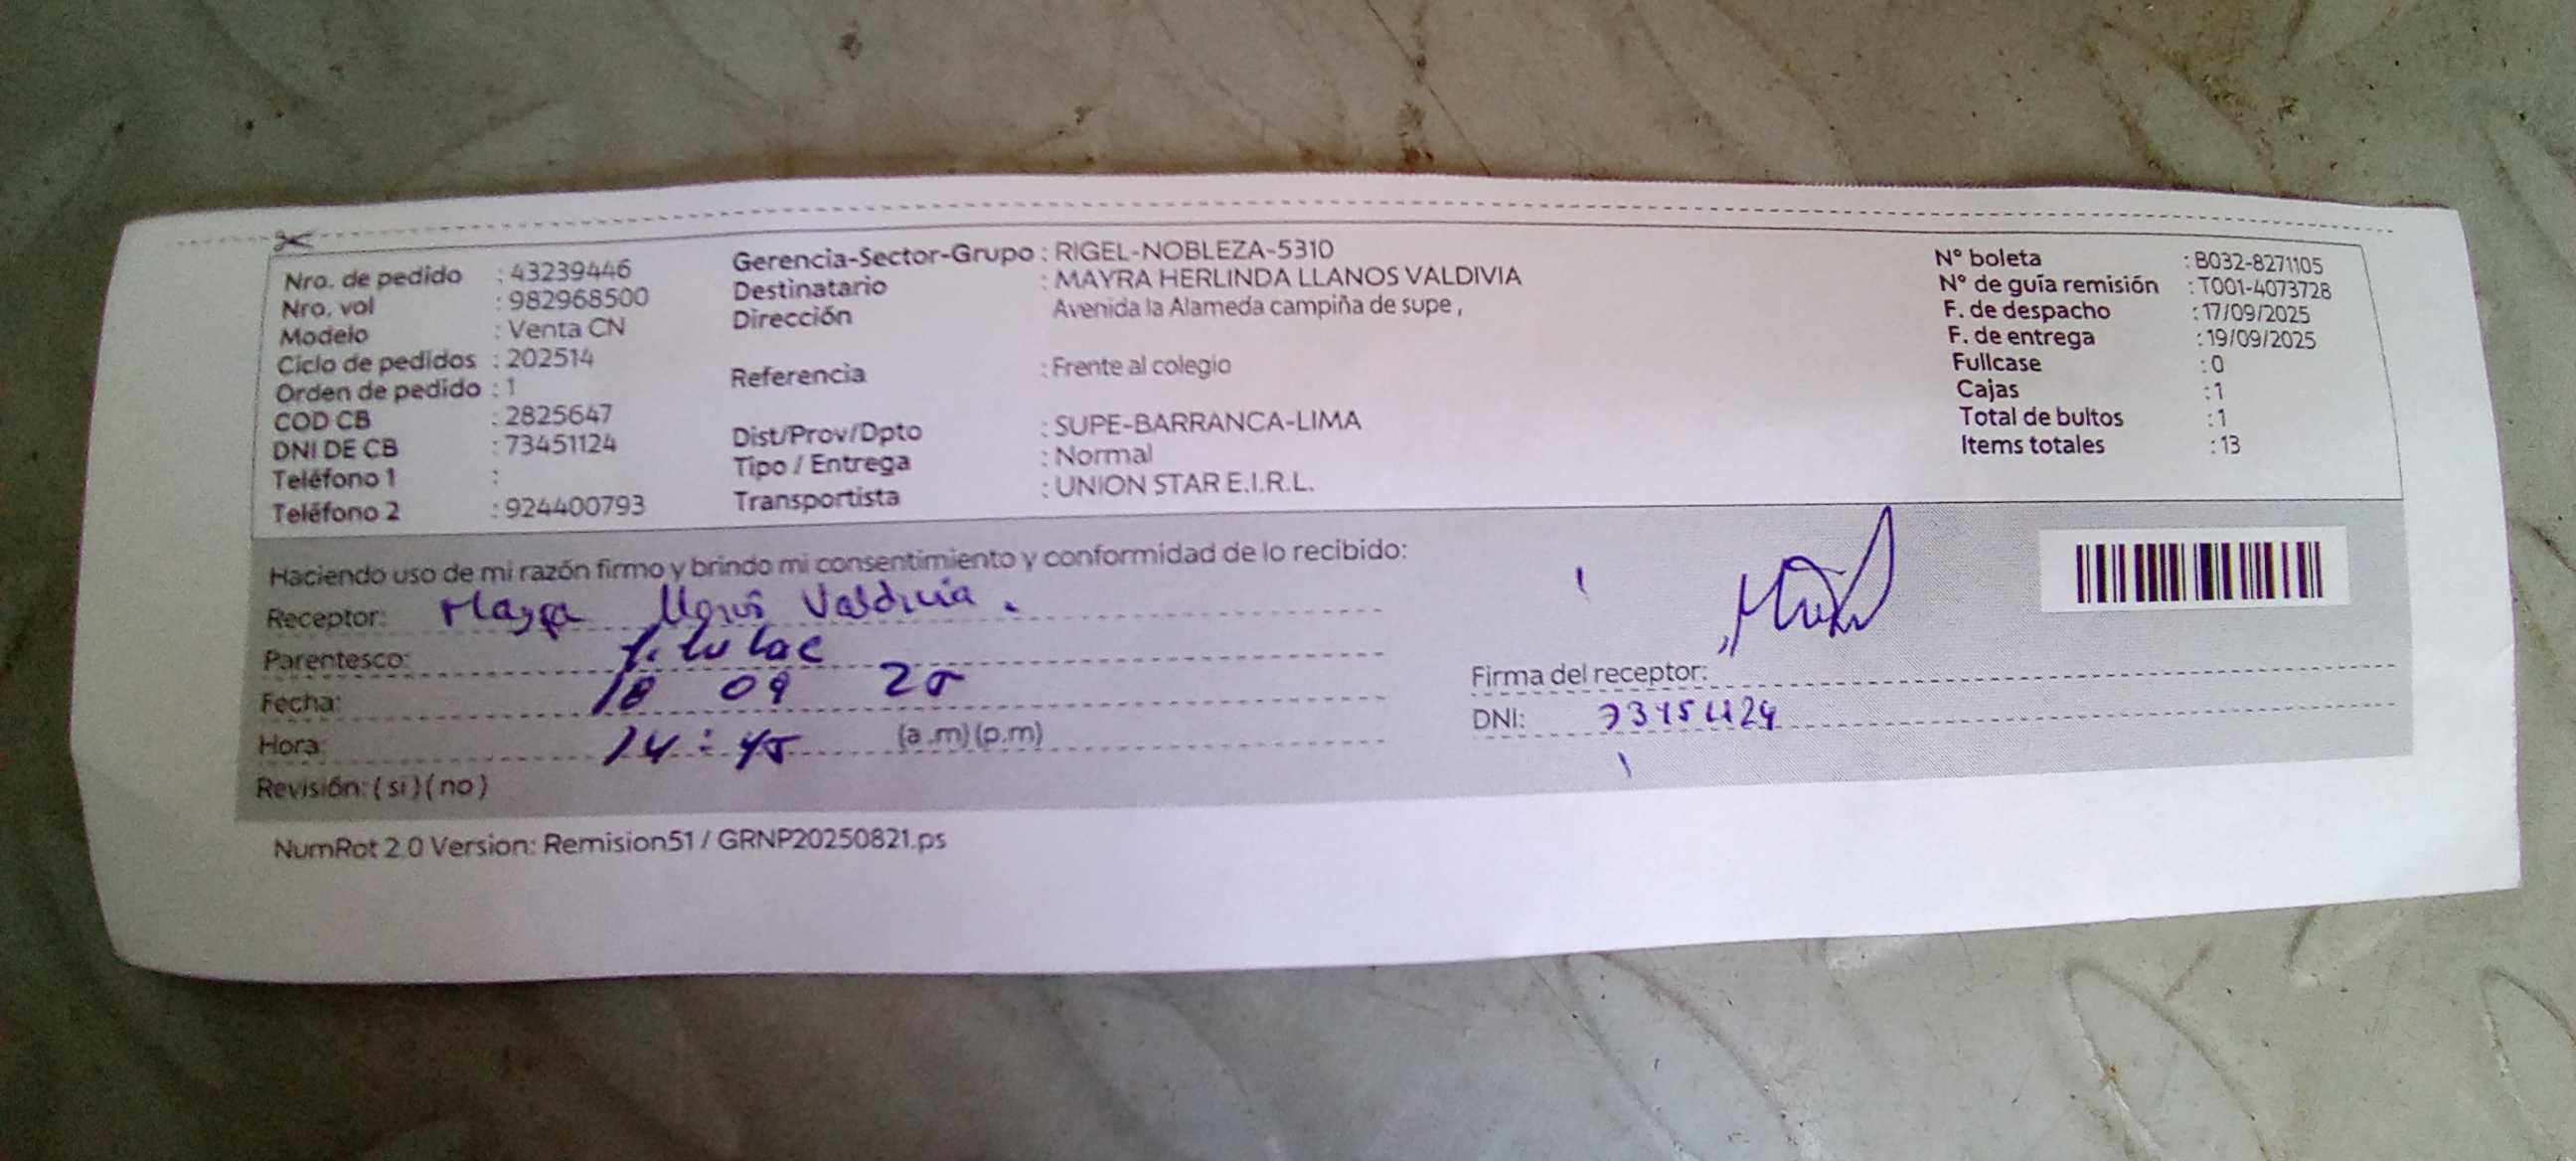 Nro. de pedido : 43239446
Nro. vol : 982968500
Modelo : Venta CN
Ciclo de pedidos : 202514
Orden de pedido : 1
COD CB : 2825647
DNI DE CB : 73451124
Teléfono 1 :
Teléfono 2 : 924400793
Gerencia-Sector-Grupo : RIGEL-NOBLEZA-5310
Destinatario : MAYRA HERLINDA LLANOS VALDIVIA
Dirección Avenida la Alameda campiña de supe ,
Referencia : Frente al colegio
Dist/Prov/Dpto : SUPE-BARRANCA-LIMA
Tipo / Entrega : Normal
Transportista : UNION STAR E.I.R.L.
N° boleta : B032-8271105
N° de guía remisión : T001-4073728
F. de despacho : 17/09/2025
F. de entrega : 19/09/2025
Fullcase : 0
Cajas : 1
Total de bultos : 1
Items totales : 13
Haciendo uso de mi razón firmo y brindo mi consentimiento y conformidad de lo recibido:
Receptor: Mayra Valdivia.
Parentesco: titular
Fecha: 18 09 25
Hora: 14 : 45 (a .m) (p.m)
Revisión: ( si ) ( no )
Firma del receptor:
DNI: 73451124
NumRot 2.0 Version: Remision51 / GRNP20250821.ps